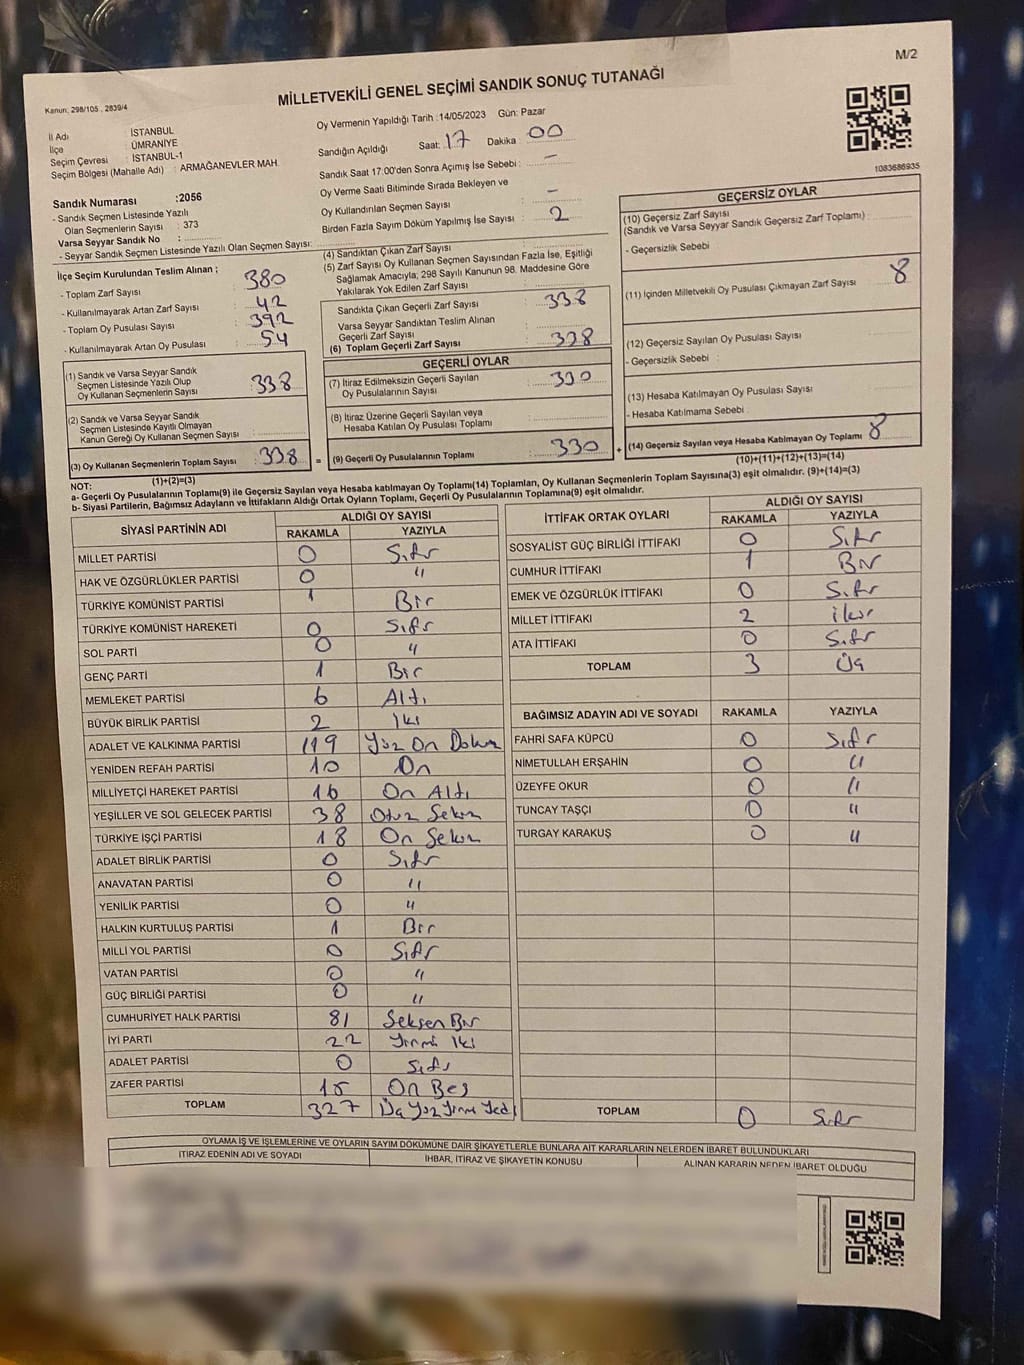 M/2
Kanun: 298/105 , 2839/4
MİLLETVEKİLİ GENEL SEÇİMİ SANDIK SONUÇ TUTANAĞI
İl Adı : İSTANBUL
İlçe : ÜMRANİYE
Seçim Çevresi : İSTANBUL-1
Seçim Bölgesi (Mahalle Adı) : ARMAĞANEVLER MAH.
Oy Vermenin Yapıldığı Tarih :14/05/2023 Gün: Pazar
Sandığın Açıldığı Saat: 17 Dakika 00
Sandık Saat 17:00'den Sonra Açımış İse Sebebi : -
Oy Verme Saati Bitiminde Sırada Bekleyen ve
Oy Kullandırılan Seçmen Sayısı : -
Birden Fazla Sayım Döküm Yapılmış İse Sayısı : 2
1083686935
Sandık Numarası :2056
- Sandık Seçmen Listesinde Yazılı
Olan Seçmenlerin Sayısı : 373
Varsa Seyyar Sandık No :
- Seyyar Sandık Seçmen Listesinde Yazılı Olan Seçmen Sayısı:
İlçe Seçim Kurulundan Teslim Alınan ;
- Toplam Zarf Sayısı : 380
- Kullanılmayarak Artan Zarf Sayısı : 42
- Toplam Oy Pusulası Sayısı : 392
- Kullanılmayarak Artan Oy Pusulası : 54
(1) Sandık ve Varsa Seyyar Sandık
Seçmen Listesinde Yazılı Olup
Oy Kullanan Seçmenlerin Sayısı : 338
(2) Sandık ve Varsa Seyyar Sandık
Seçmen Listesinde Kayıtlı Olmayan
Kanun Gereği Oy Kullanan Seçmen Sayısı :
(3) Oy Kullanan Seçmenlerin Toplam Sayısı : 338
(1)+(2)=(3)
(4) Sandıktan Çıkan Zarf Sayısı
(5) Zarf Sayısı Oy Kullanan Seçmen Sayısından Fazla İse, Eşitliği
Sağlamak Amacıyla; 298 Sayılı Kanunun 98. Maddesine Göre
Yakılarak Yok Edilen Zarf Sayısı :
Sandıkta Çıkan Geçerli Zarf Sayısı : 338
Varsa Seyyar Sandıktan Teslim Alınan
Geçerli Zarf Sayısı :
(6) Toplam Geçerli Zarf Sayısı : 338
GEÇERLİ OYLAR
(7) İtiraz Edilmeksizin Geçerli Sayılan
Oy Pusulalarının Sayısı : 330
(8) İtiraz Üzerine Geçerli Sayılan veya
Hesaba Katılan Oy Pusulası Toplamı :
= (9) Geçerli Oy Pusulalarının Toplamı : 330 +
GEÇERSİZ OYLAR
(10) Geçersiz Zarf Sayısı
(Sandık ve Varsa Seyyar Sandık Geçersiz Zarf Toplamı) :
- Geçersizlik Sebebi
(11) İçinden Milletvekili Oy Pusulası Çıkmayan Zarf Sayısı : 8
(12) Geçersiz Sayılan Oy Pusulası Sayısı :
- Geçersizlik Sebebi :
(13) Hesaba Katılmayan Oy Pusulası Sayısı
- Hesaba Katılmama Sebebi :
(14) Geçersiz Sayılan veya Hesaba Katılmayan Oy Toplamı : 8
(10)+(11)+(12)+(13)=(14)
NOT:
a- Geçerli Oy Pusulalarının Toplamı(9) ile Geçersiz Sayılan veya Hesaba Katılmayan Oy Toplamı(14) Toplamları, Oy Kullanan Seçmenlerin Toplam Sayısına(3) eşit olmalıdır. (9)+(14)=(3)
b- Siyasi Partilerin, Bağımsız Adayların ve İttifakların Aldığı Ortak Oyların Toplamı, Geçerli Oy Pusulalarının Toplamına(9) eşit olmalıdır.
SİYASİ PARTİNİN ADI ALDIĞI OY SAYISI
RAKAMLA YAZIYLA
MİLLET PARTİSİ 0 Sıfır
HAK VE ÖZGÜRLÜKLER PARTİSİ 0 "
TÜRKİYE KOMÜNİST PARTİSİ 1 Bir
TÜRKİYE KOMÜNİST HAREKETİ 0 Sıfır
SOL PARTİ 0 "
GENÇ PARTİ 1 Bir
MEMLEKET PARTİSİ 6 Altı
BÜYÜK BİRLİK PARTİSİ 2 İki
ADALET VE KALKINMA PARTİSİ 119 Yüz On Dokuz
YENİDEN REFAH PARTİSİ 10 On
MİLLİYETÇİ HAREKET PARTİSİ 16 On Altı
YEŞİLLER VE SOL GELECEK PARTİSİ 38 Otuz Sekiz
TÜRKİYE İŞÇİ PARTİSİ 18 On Sekiz
ADALET BİRLİK PARTİSİ 0 Sıfır
ANAVATAN PARTİSİ 0 "
YENİLİK PARTİSİ 0 "
HALKIN KURTULUŞ PARTİSİ 1 Bir
MİLLİ YOL PARTİSİ 0 Sıfır
VATAN PARTİSİ 0 "
GÜÇ BİRLİĞİ PARTİSİ 0 "
CUMHURİYET HALK PARTİSİ 81 Seksen Bir
İYİ PARTİ 22 Yirmi İki
ADALET PARTİSİ 0 Sıfır
ZAFER PARTİSİ 15 On Beş
TOPLAM 327 Üç Yüz Yirmi Yedi
İTTİFAK ORTAK OYLARI ALDIĞI OY SAYISI
RAKAMLA YAZIYLA
SOSYALİST GÜÇ BİRLİĞİ İTTİFAKI 0 Sıfır
CUMHUR İTTİFAKI 1 Bir
EMEK VE ÖZGÜRLÜK İTTİFAKI 0 Sıfır
MİLLET İTTİFAKI 2 iki
ATA İTTİFAKI 0 Sıfır
TOPLAM 3 Üç
BAĞIMSIZ ADAYIN ADI VE SOYADI RAKAMLA YAZIYLA
FAHRİ SAFA KÜPCÜ 0 Sıfır
NİMETULLAH ERŞAHİN 0 "
ÜZEYFE OKUR 0 "
TUNCAY TAŞÇI 0 "
TURGAY KARAKUŞ 0 "
TOPLAM 0 Sıfır
OYLAMA İŞ VE İŞLEMLERİNE VE OYLARIN SAYIM DÖKÜMÜNE DAİR ŞİKAYETLERLE BUNLARA AİT KARARLARIN NELERDEN İBARET BULUNDUKLARI
İTİRAZ EDENİN ADI VE SOYADI İHBAR, İTİRAZ VE ŞİKAYETİN KONUSU ALINAN KARARIN NEDEN İBARET OLDUĞU